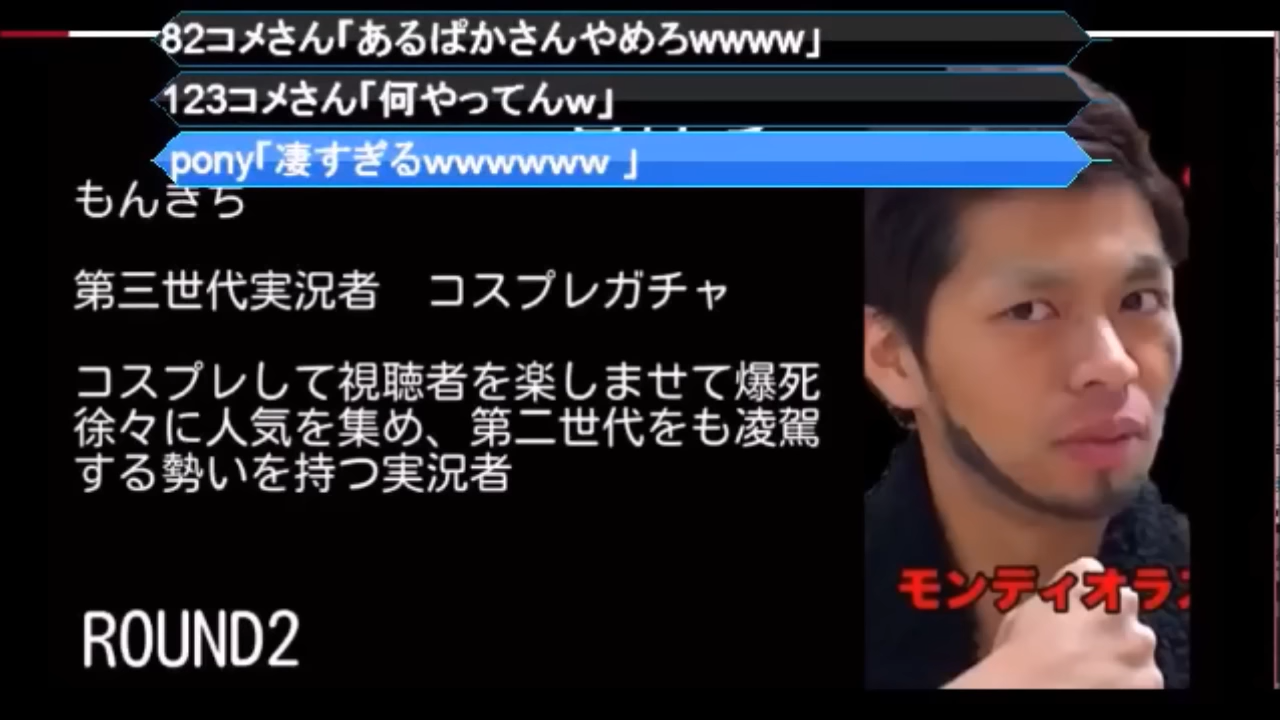 82コメさん「あるぱかさんやめろwwww」
123コメさん「何やってんw」
pony「凄すぎるwwwwww 」
もんきち
第三世代実況者　コスプレガチャ
コスプレして視聴者を楽しませて爆死
徐々に人気を集め、第二世代をも凌駕
する勢いを持つ実況者
モンディオラス
ROUND2